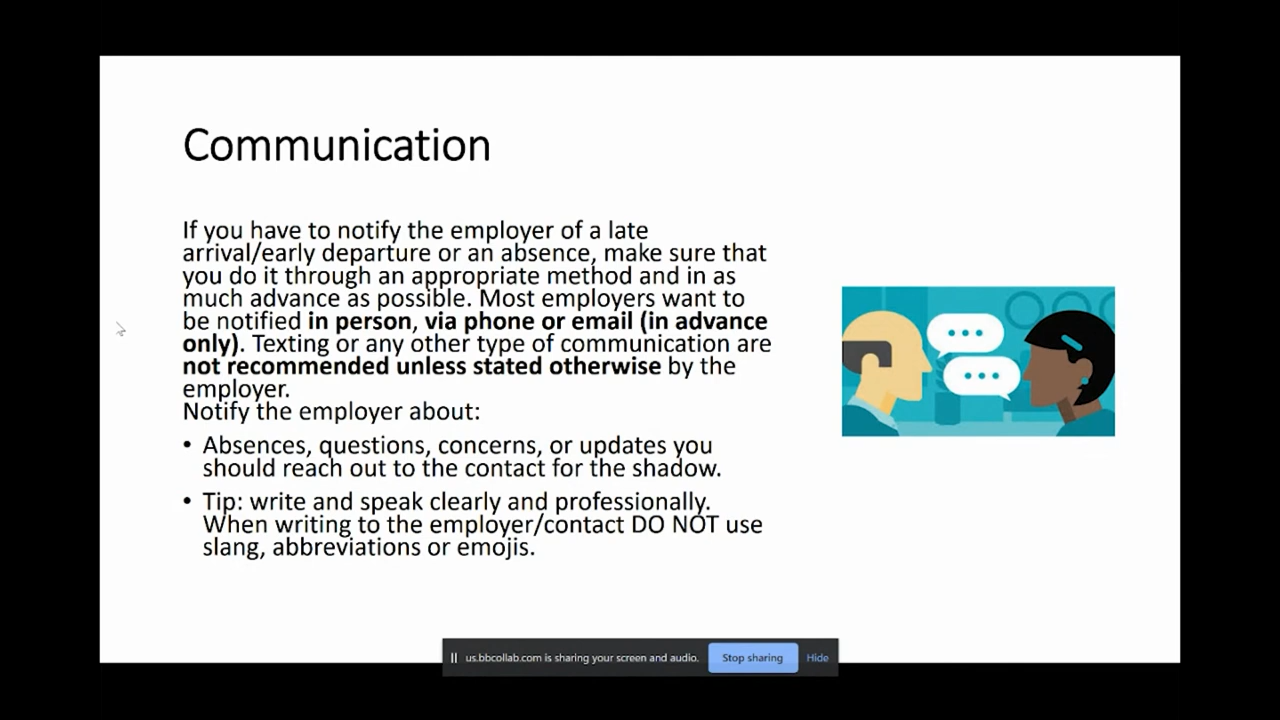 Communication
If you have to notify the employer of a late
arrival/early departure or an absence, make sure that
you do it through an appropriate method and in as
much advance as possible. Most employers want to
be notified in person, via phone or email (in advance
only). Texting or any other type of communication are
not recommended unless stated otherwise by the
employer.
Notify the employer about:
• Absences, questions, concerns, or updates you
should reach out to the contact for the shadow.
• Tip: write and speak clearly and professionally.
When writing to the employer/contact DO NOT use
slang, abbreviations or emojis.
us.bbcollab.com is sharing your screen and audio. Stop sharing Hide